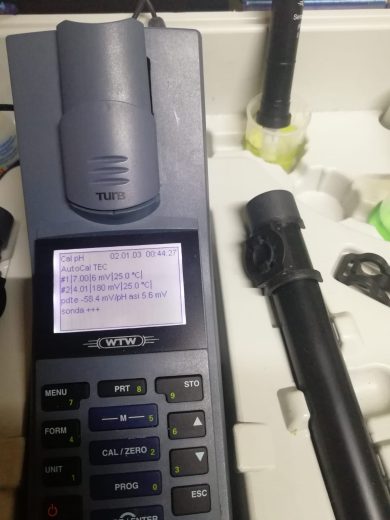 Turb
Cal pH 02.01.03 00:44:27
AutoCal TEC
#1|7.00|6 mV|25.0 °C|
#2|4.01|180 mV|25.0 °C|
pdte -58.4 mV/pH asi 5.6 mV
sonda +++
WTW
MENU 7
PRT 8
9 STO
FORM 4
M 5
6 ▲
UNIT 1
CAL / ZERO 2
3 ▼
PROG 0
ESC